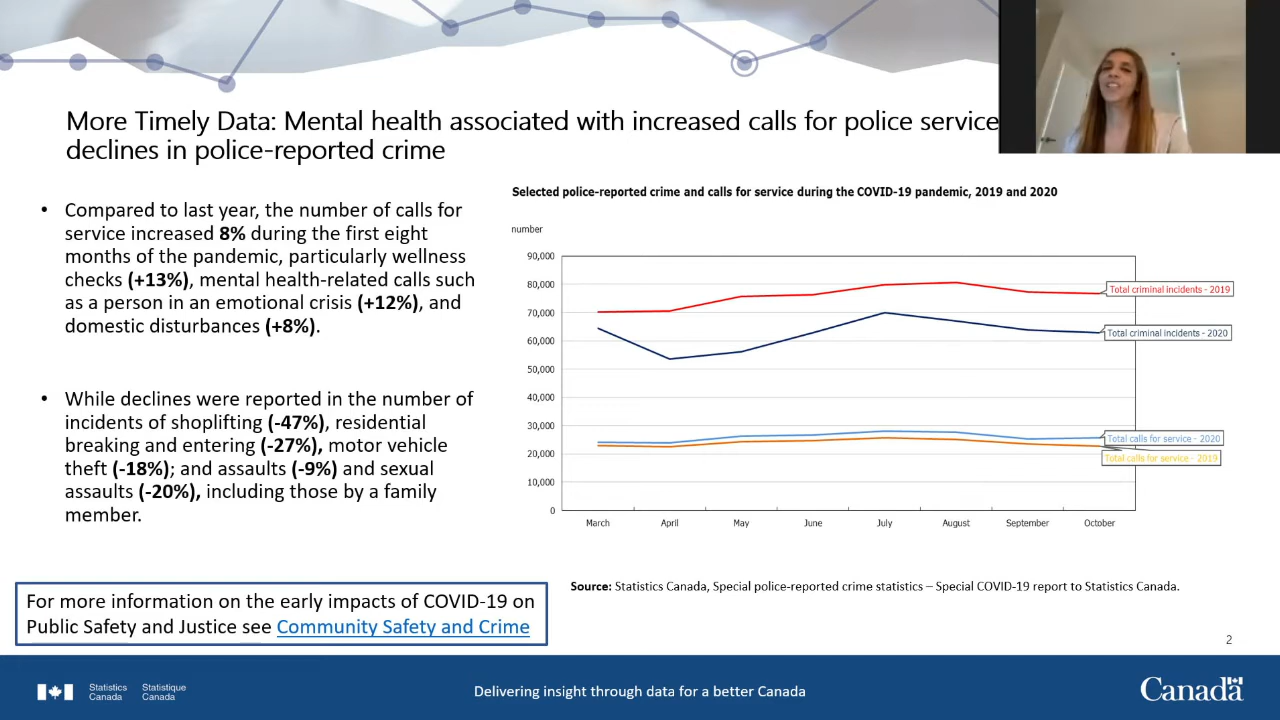 More Timely Data: Mental health associated with increased calls for police service
declines in police-reported crime
• Compared to last year, the number of calls for
service increased 8% during the first eight
months of the pandemic, particularly wellness
checks (+13%), mental health-related calls such
as a person in an emotional crisis (+12%), and
domestic disturbances (+8%).
• While declines were reported in the number of
incidents of shoplifting (-47%), residential
breaking and entering (-27%), motor vehicle
theft (-18%); and assaults (-9%) and sexual
assaults (-20%), including those by a family
member.
Selected police-reported crime and calls for service during the COVID-19 pandemic, 2019 and 2020
number
90,000
80,000
70,000
60,000
50,000
40,000
30,000
20,000
10,000
0
March April May June July August September October
Total criminal incidents - 2019
Total criminal incidents - 2020
Total calls for service - 2020
Total calls for service - 2019
Source: Statistics Canada, Special police-reported crime statistics – Special COVID-19 report to Statistics Canada.
For more information on the early impacts of COVID-19 on
Public Safety and Justice see Community Safety and Crime
2
Statistics Statistique
Canada Canada
Delivering insight through data for a better Canada
Canada